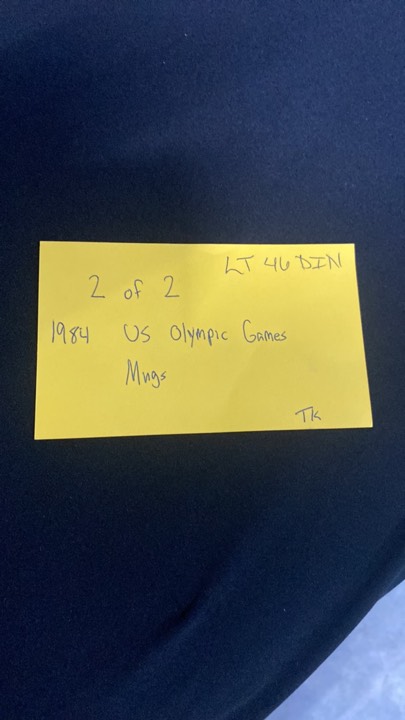 LT 46 DIN
2 of 2
1984 US Olympic Games
Mugs
TK